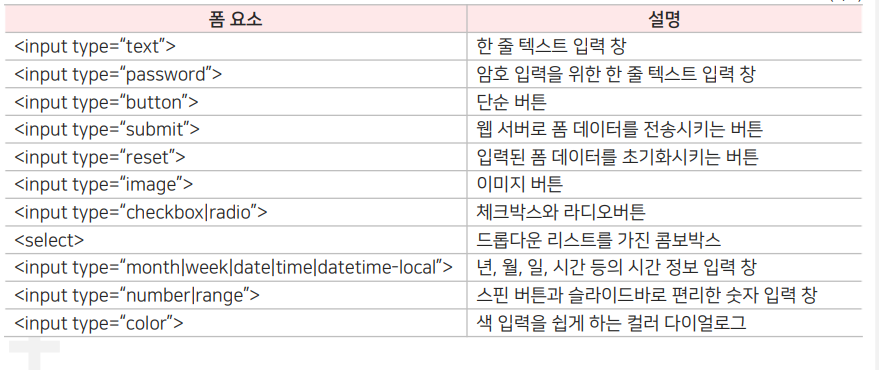 폼 요소 설명
<input type=“text”> 한 줄 텍스트 입력 창
<input type=“password”> 암호 입력을 위한 한 줄 텍스트 입력 창
<input type=“button”> 단순 버튼
<input type=“submit”> 웹 서버로 폼 데이터를 전송시키는 버튼
<input type=“reset”> 입력된 폼 데이터를 초기화시키는 버튼
<input type=“image”> 이미지 버튼
<input type=“checkbox|radio”> 체크박스와 라디오버튼
<select> 드롭다운 리스트를 가진 콤보박스
<input type=“month|week|date|time|datetime-local”> 년, 월, 일, 시간 등의 시간 정보 입력 창
<input type=“number|range”> 스핀 버튼과 슬라이드바로 편리한 숫자 입력 창
<input type=“color”> 색 입력을 쉽게 하는 컬러 다이얼로그